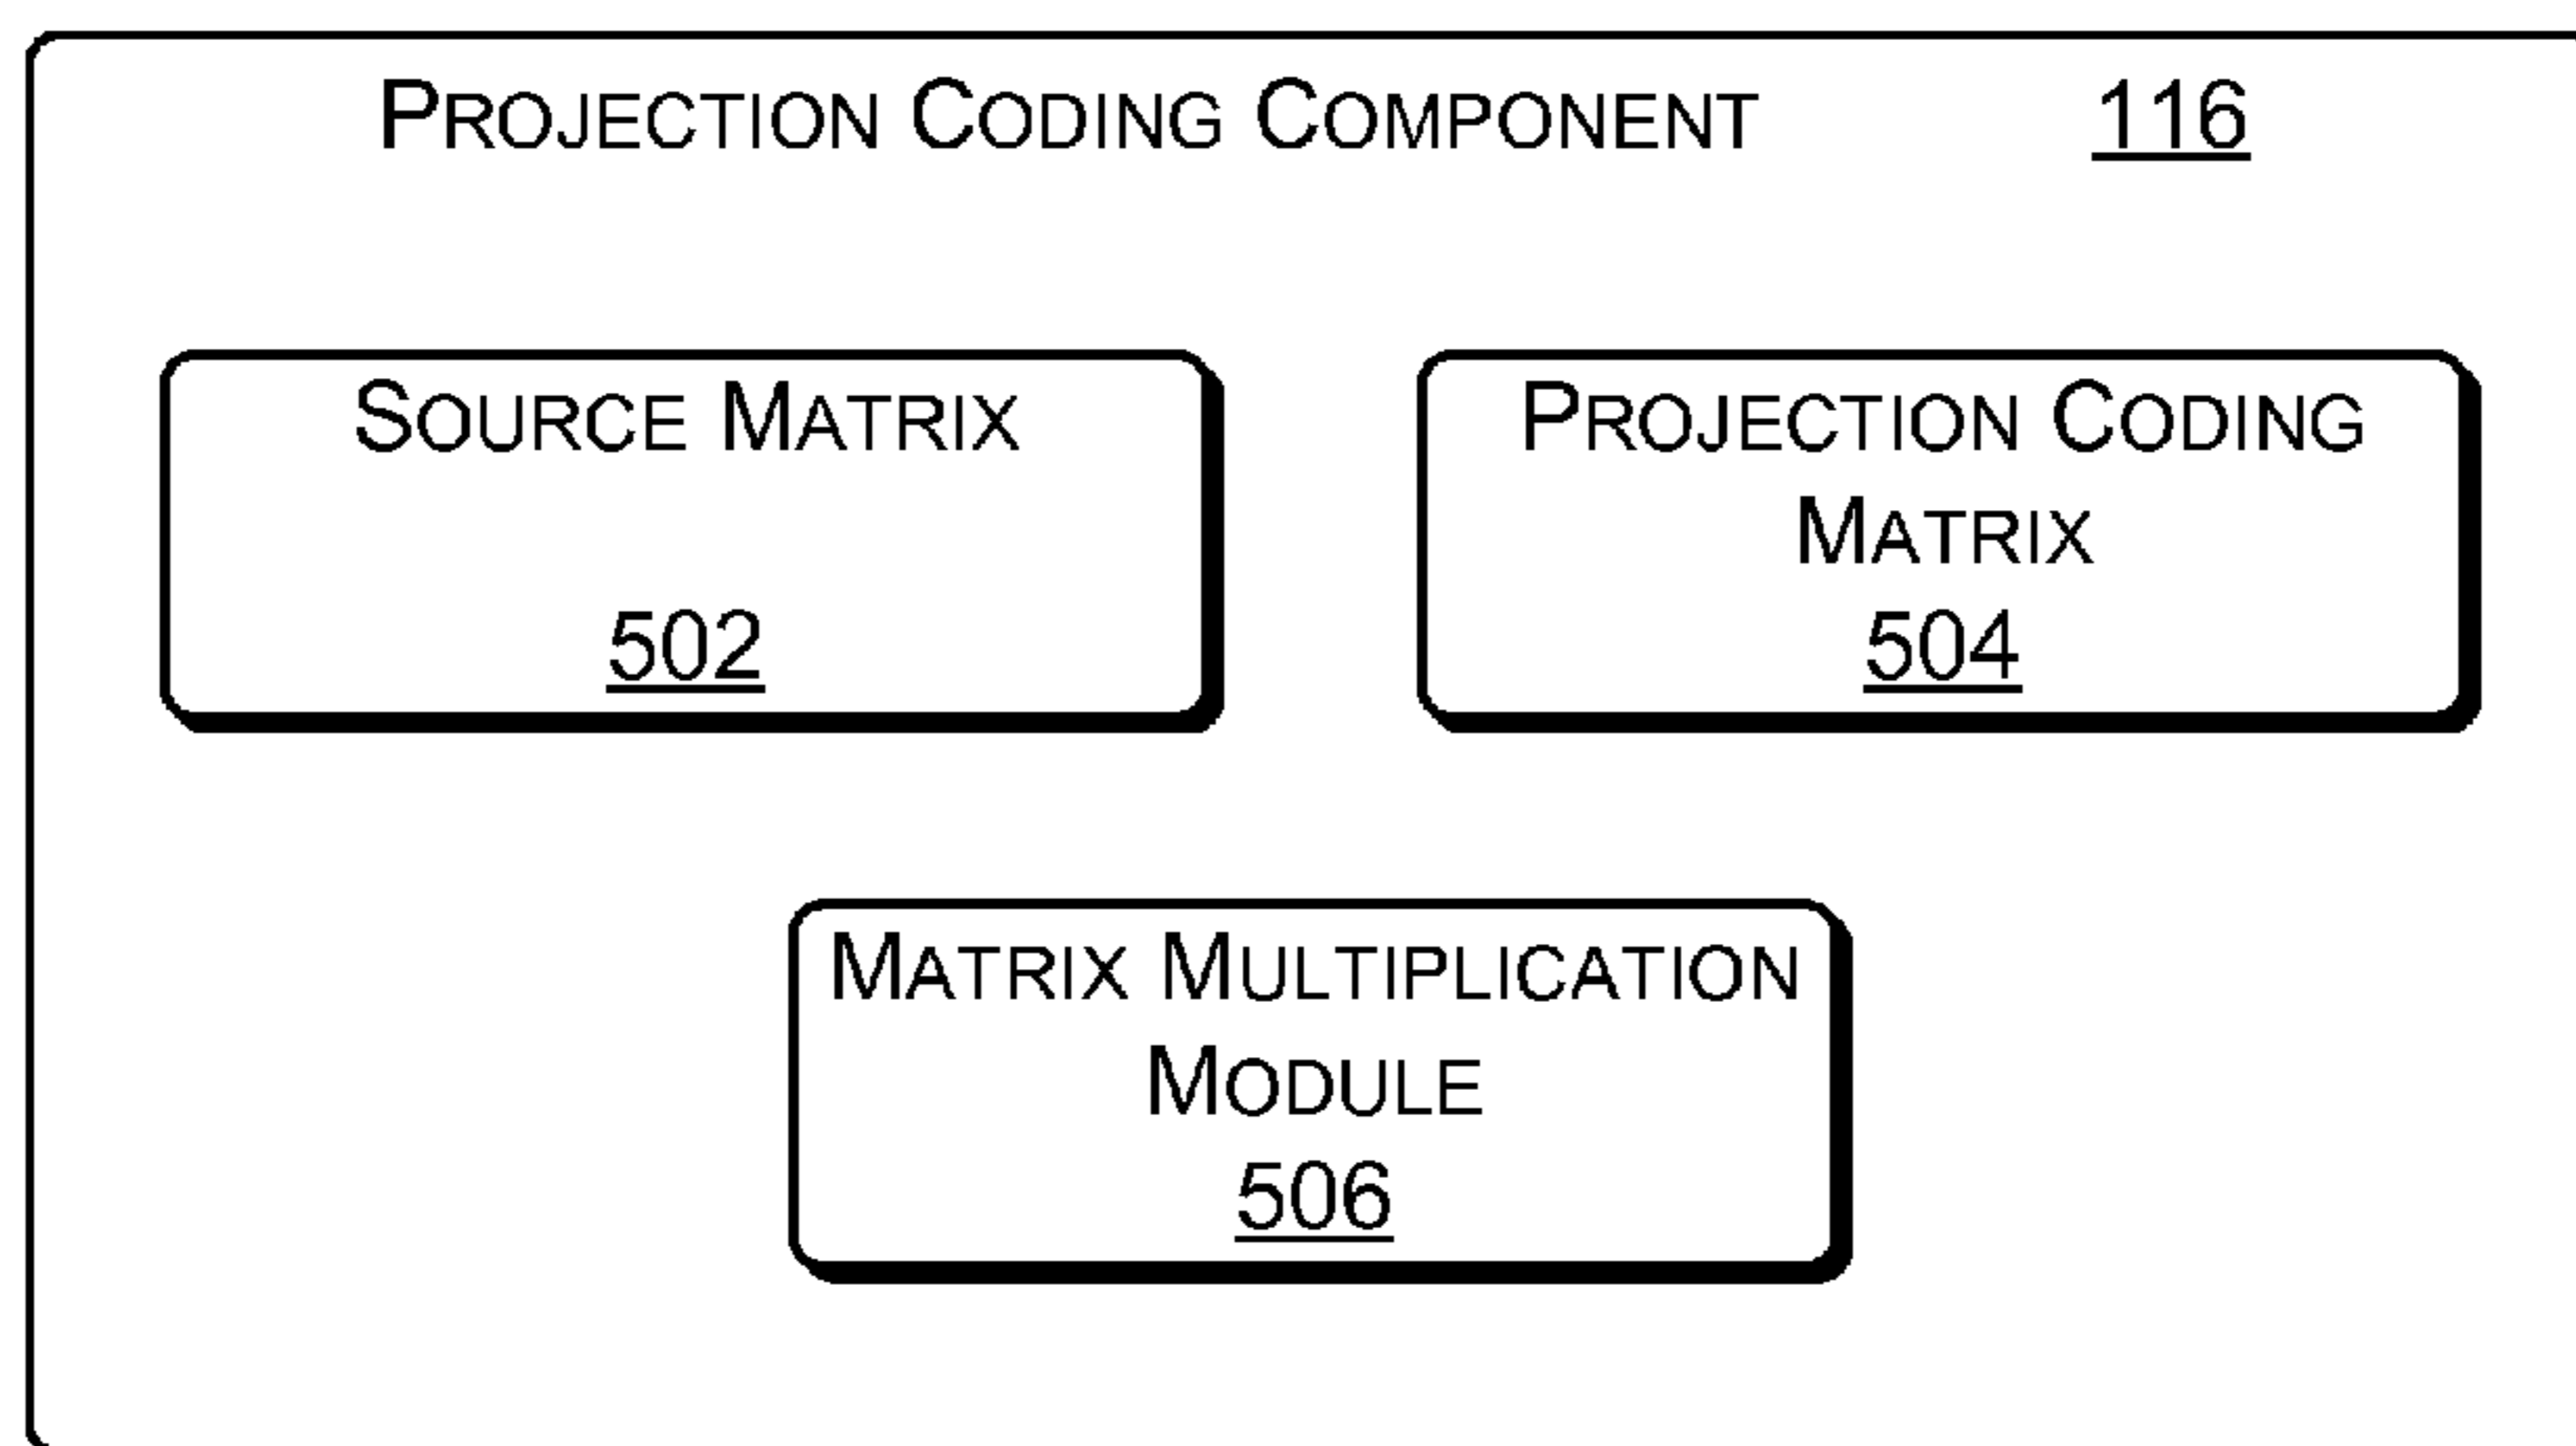 PROJECTION CODING COMPONENT 116
SOURCE MATRIX
502
PROJECTION CODING
MATRIX
504
MATRIX MULTIPLICATION
MODULE
506